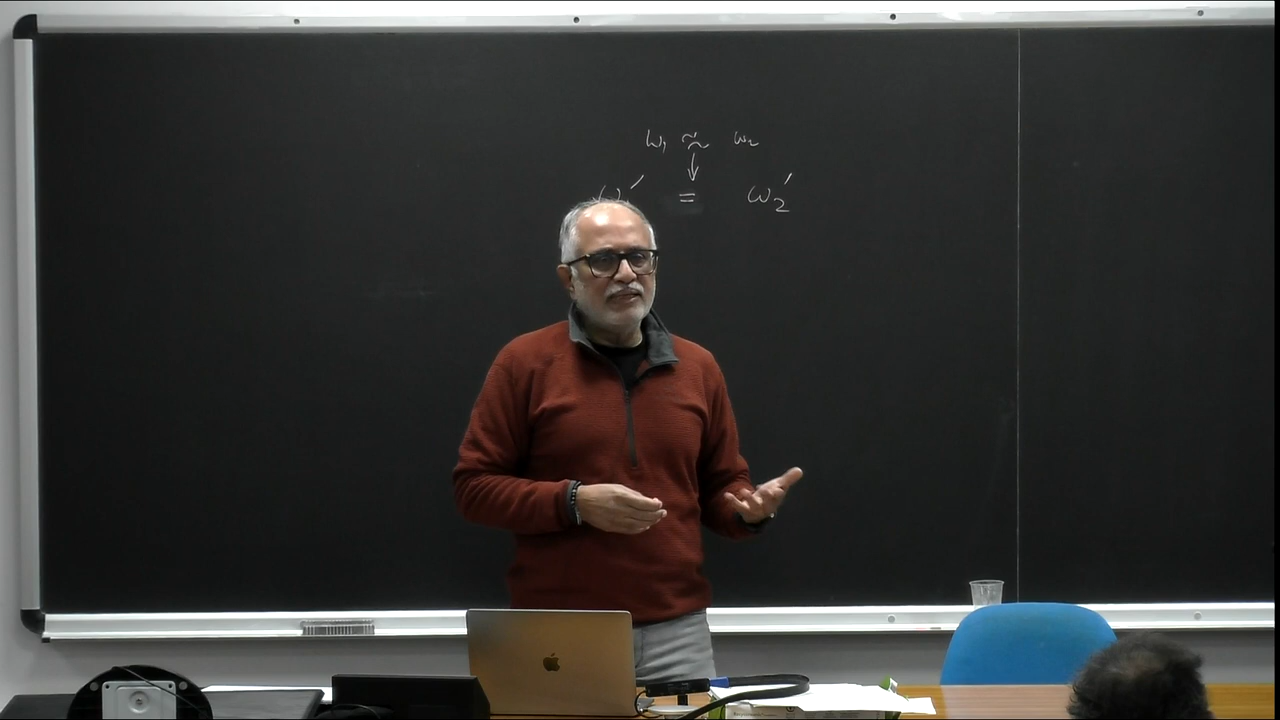 ω₁ ≈ ω₂
↓
ω′ = ω₂′